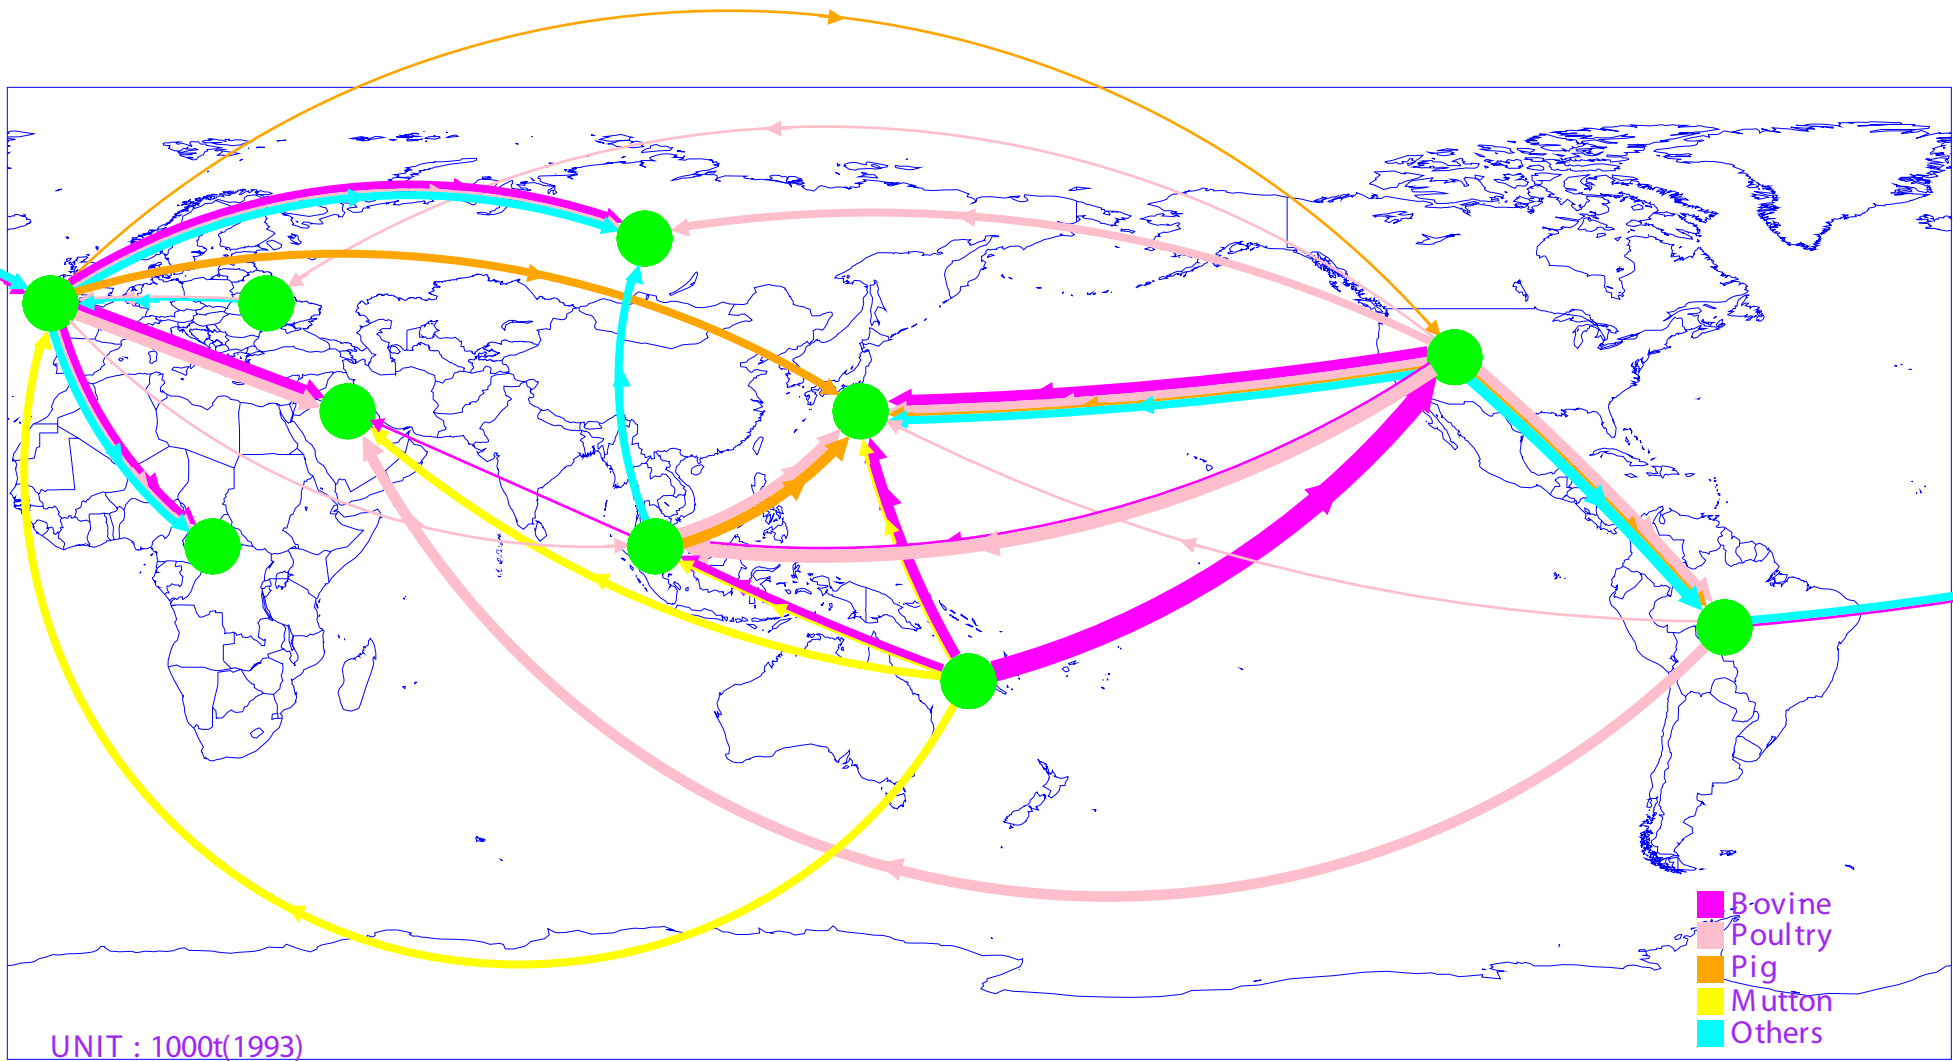 Bovine
Poultry
Pig
Mutton
Others
UNIT : 1000t(1993)